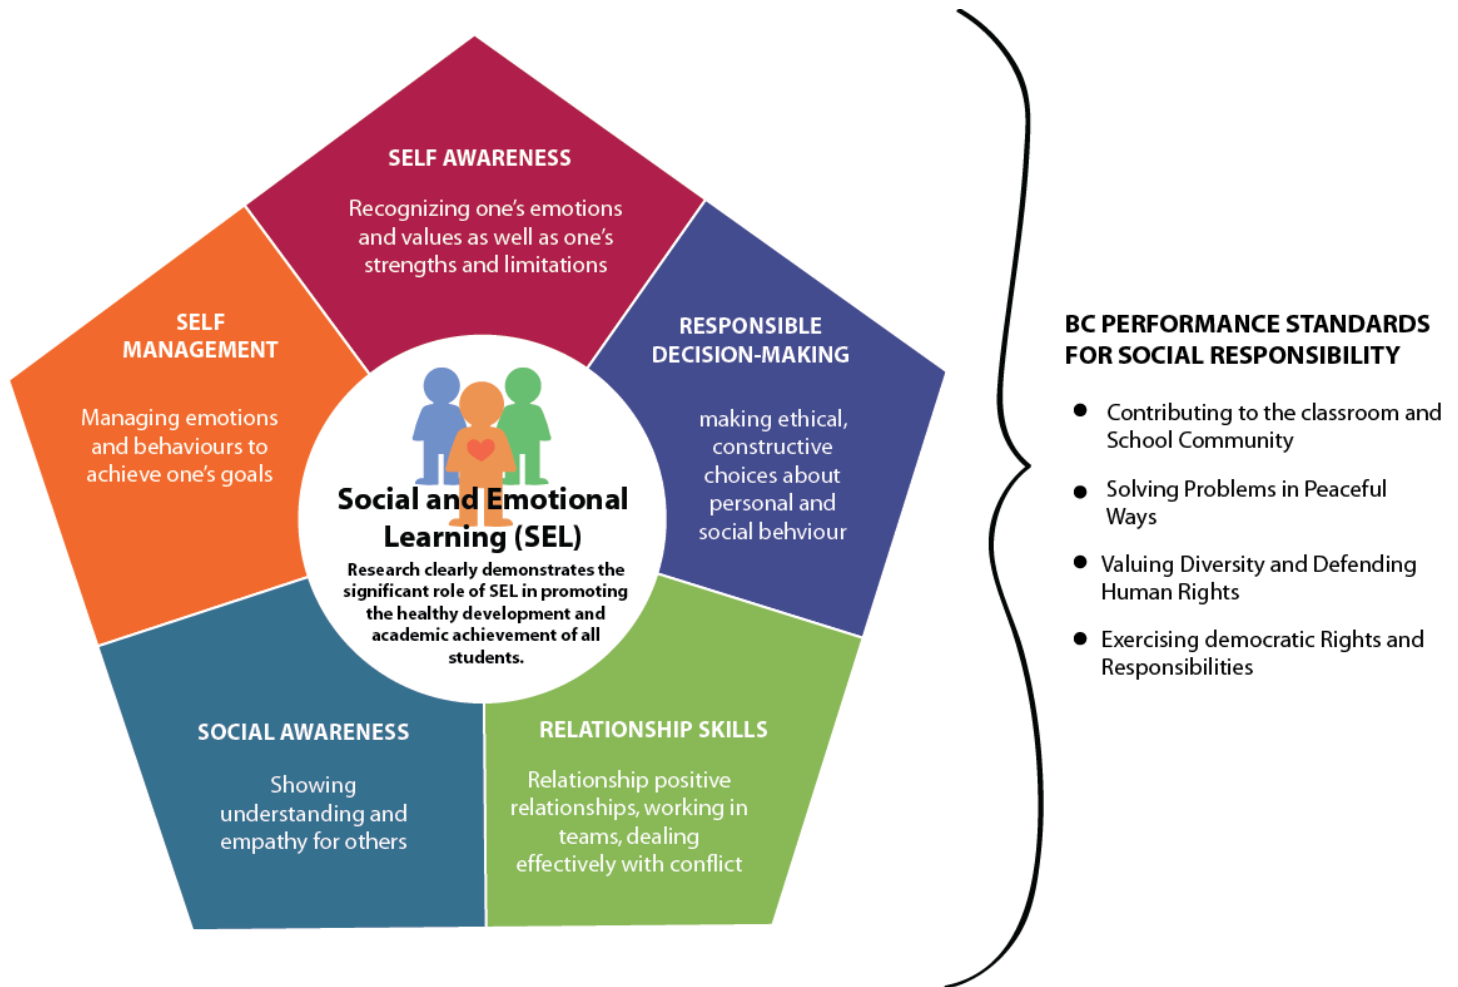 SELF AWARENESS
Recognizing one’s emotions
and values as well as one’s
strengths and limitations
SELF
MANAGEMENT
Managing emotions
and behaviours to
achieve one’s goals
RESPONSIBLE
DECISION-MAKING
making ethical,
constructive
choices about
personal and
social behviour
Social and Emotional
Learning (SEL)
Research clearly demonstrates the
significant role of SEL in promoting
the healthy development and
academic achievement of all
students.
SOCIAL AWARENESS
Showing
understanding and
empathy for others
RELATIONSHIP SKILLS
Relationship positive
relationships, working in
teams, dealing
effectively with conflict
BC PERFORMANCE STANDARDS
FOR SOCIAL RESPONSIBILITY
● Contributing to the classroom and
School Community
● Solving Problems in Peaceful
Ways
● Valuing Diversity and Defending
Human Rights
● Exercising democratic Rights and
Responsibilities